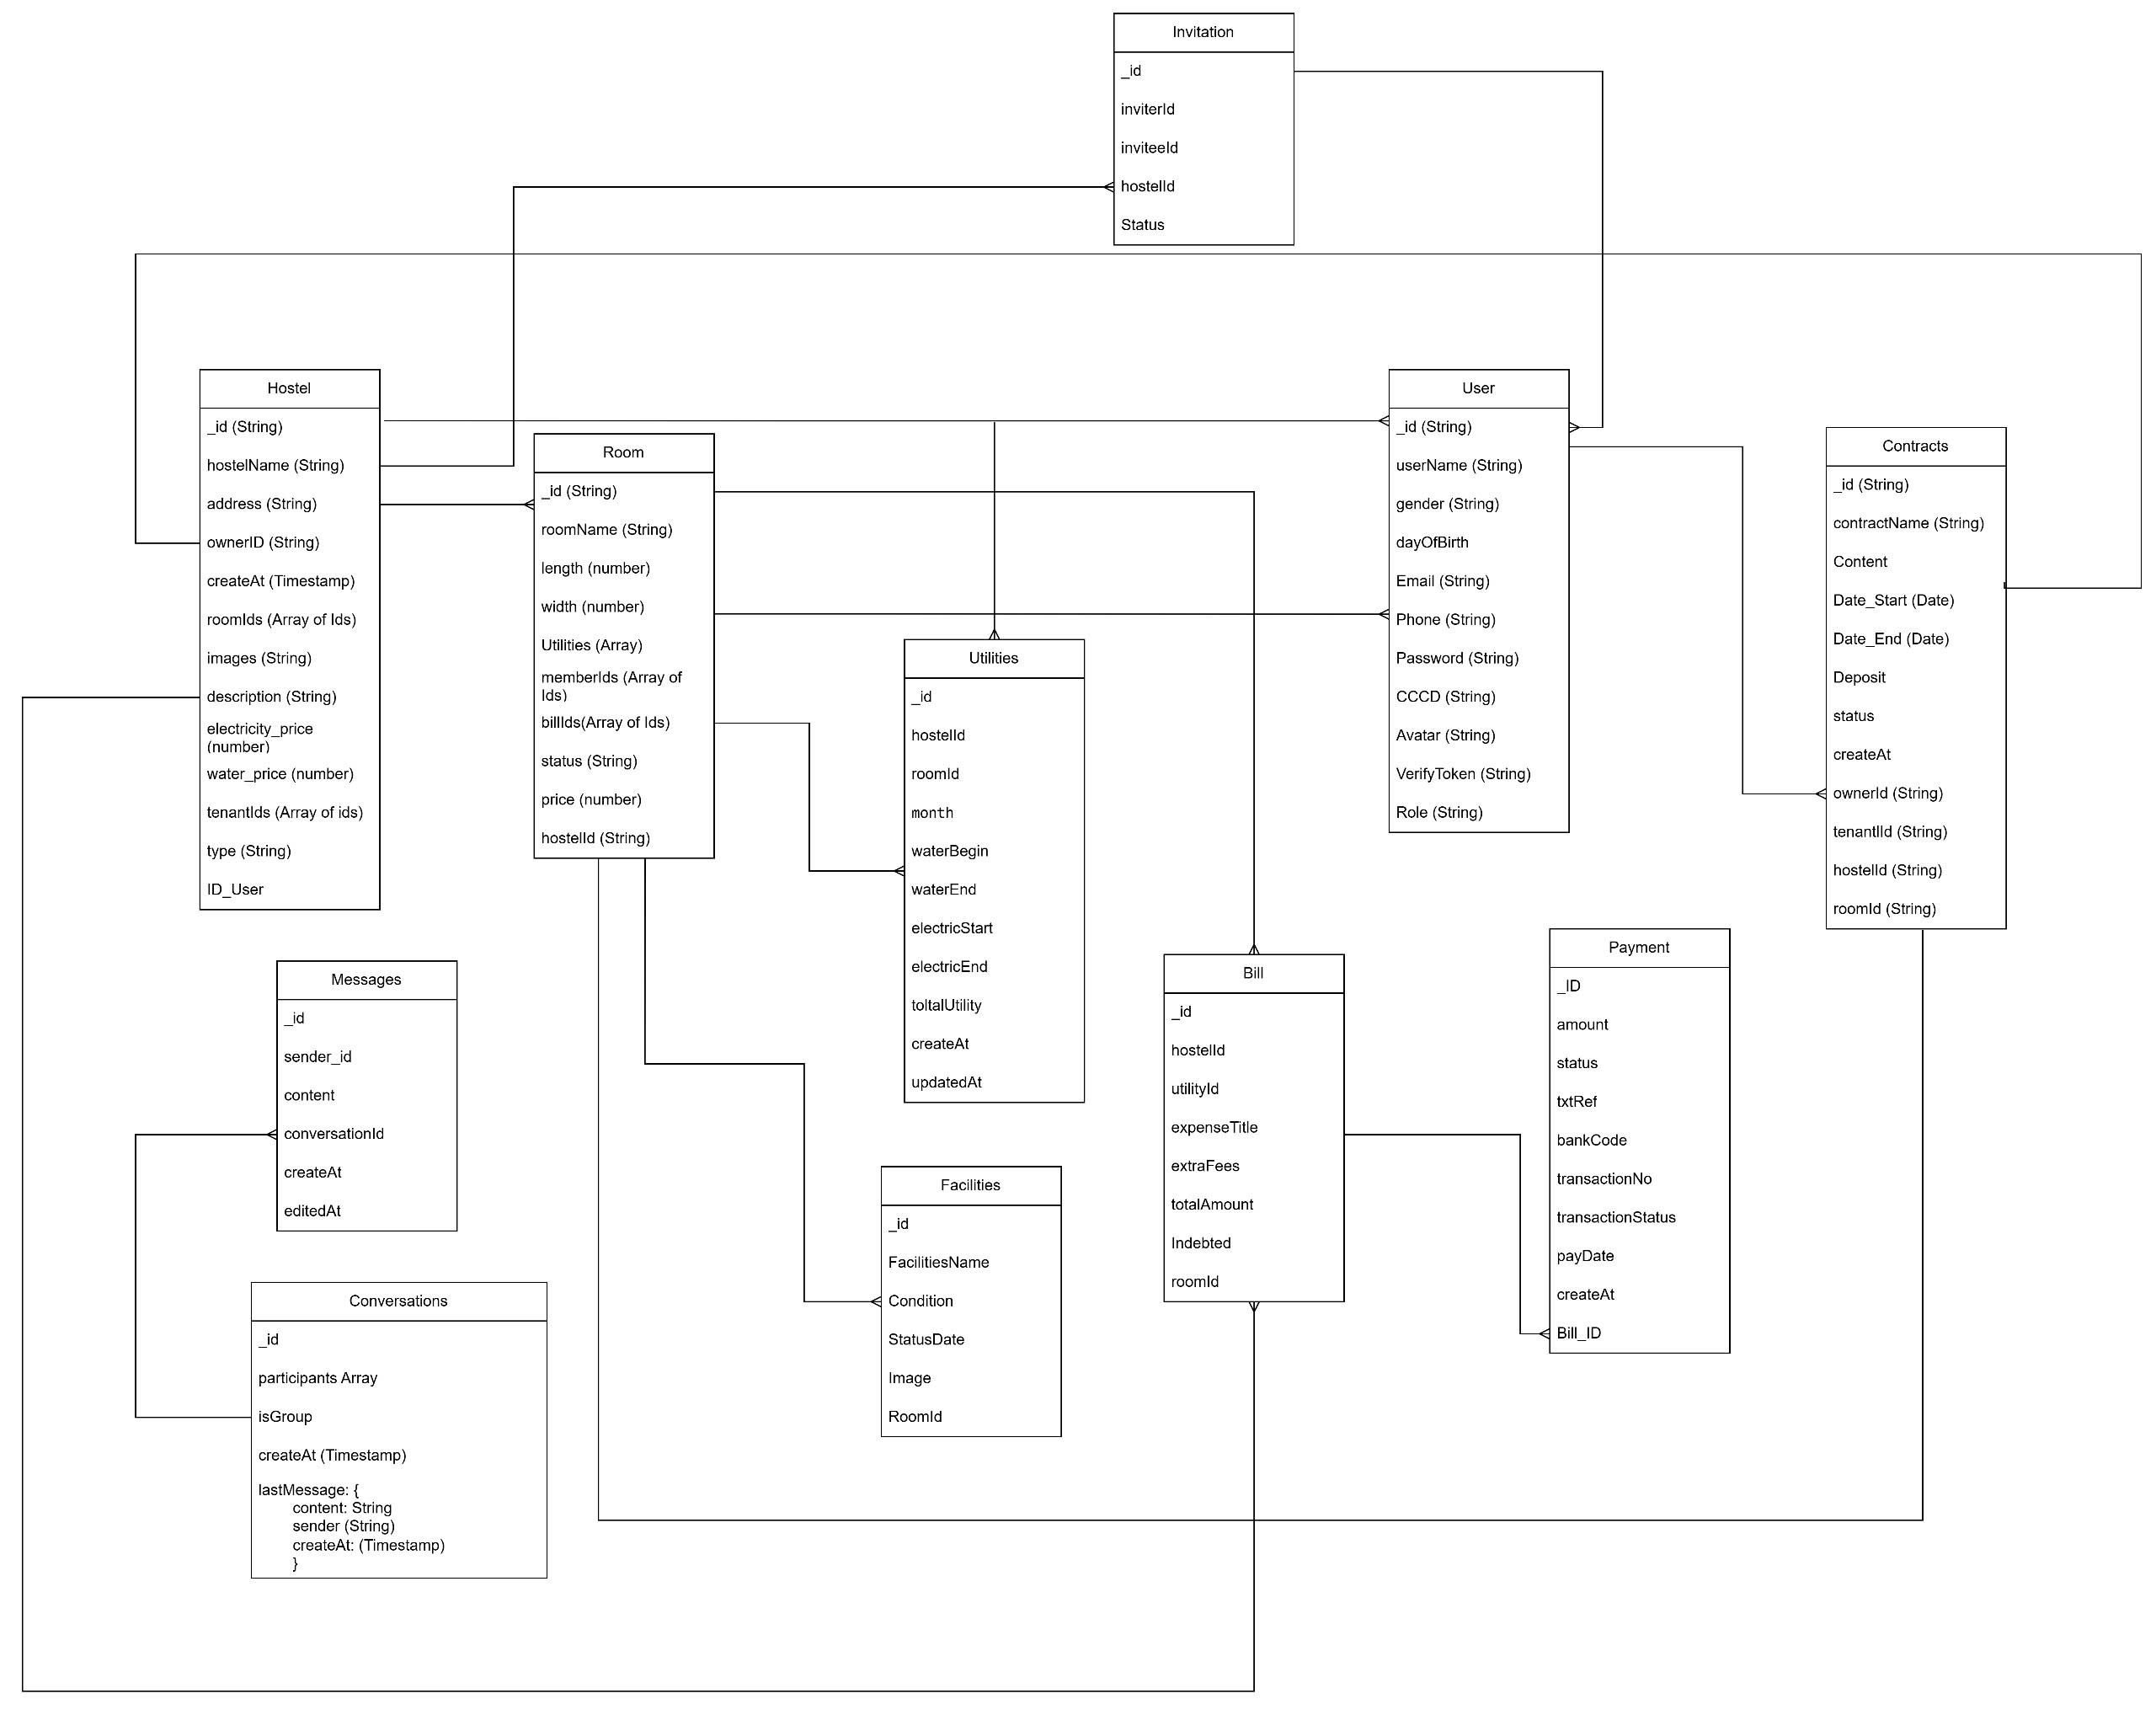 Invitation
_id
inviterId
inviteeId
hostelId
Status
Hostel
_id (String)
hostelName (String)
address (String)
ownerID (String)
createAt (Timestamp)
roomIds (Array of Ids)
images (String)
description (String)
electricity_price
(number)
water_price (number)
tenantIds (Array of ids)
type (String)
ID_User
Room
_id (String)
roomName (String)
length (number)
width (number)
Utilities (Array)
memberIds (Array of
Ids)
billIds(Array of Ids)
status (String)
price (number)
hostelId (String)
Utilities
_id
hostelId
roomId
month
waterBegin
waterEnd
electricStart
electricEnd
toltalUtility
createAt
updatedAt
User
_id (String)
userName (String)
gender (String)
dayOfBirth
Email (String)
Phone (String)
Password (String)
CCCD (String)
Avatar (String)
VerifyToken (String)
Role (String)
Contracts
_id (String)
contractName (String)
Content
Date_Start (Date)
Date_End (Date)
Deposit
status
createAt
ownerId (String)
tenantIId (String)
hostelId (String)
roomId (String)
Messages
_id
sender_id
content
conversationId
createAt
editedAt
Bill
_id
hostelId
utilityId
expenseTitle
extraFees
totalAmount
Indebted
roomId
Payment
_ID
amount
status
txtRef
bankCode
transactionNo
transactionStatus
payDate
createAt
Bill_ID
Facilities
_id
FacilitiesName
Condition
StatusDate
Image
RoomId
Conversations
_id
participants Array
isGroup
createAt (Timestamp)
lastMessage: {
content: String
sender (String)
createAt: (Timestamp)
}